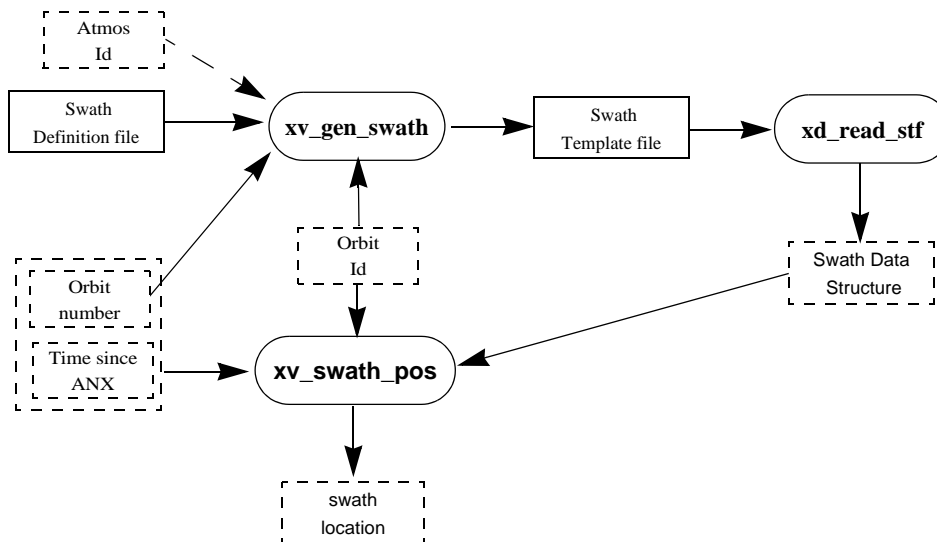 Atmos
Id
Swath
Definition file
xv_gen_swath
Swath
Template file
xd_read_stf
Orbit
Id
Swath Data
Structure
Orbit
number
Time since
ANX
xv_swath_pos
swath
location